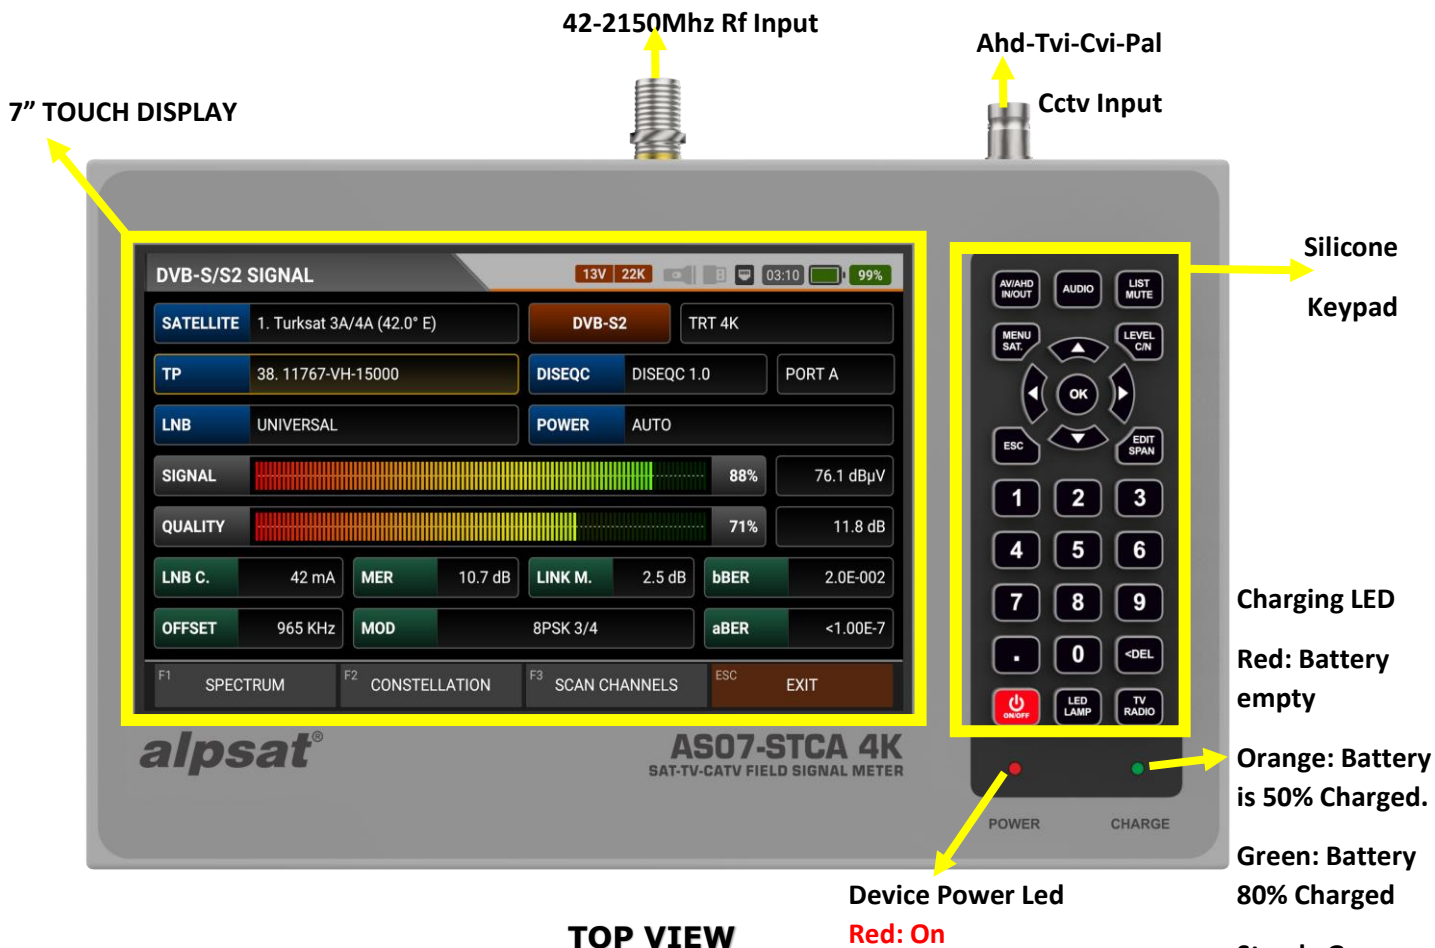 42-2150Mhz Rf Input
Ahd-Tvi-Cvi-Pal
Cctv Input
7” TOUCH DISPLAY
Silicone
Keypad
DVB-S/S2 SIGNAL
13V 22K 03:10 99%
SATELLITE 1. Turksat 3A/4A (42.0° E) DVB-S2 TRT 4K
TP 38. 11767-VH-15000 DISEQC DISEQC 1.0 PORT A
LNB UNIVERSAL POWER AUTO
SIGNAL 88% 76.1 dBµV
QUALITY 71% 11.8 dB
LNB C. 42 mA MER 10.7 dB LINK M. 2.5 dB bBER 2.0E-002
OFFSET 965 KHz MOD 8PSK 3/4 aBER <1.00E-7
F1 SPECTRUM F2 CONSTELLATION F3 SCAN CHANNELS ESC EXIT
AV/AHD IN/OUT AUDIO LIST MUTE
MENU SAT. LEVEL C/N
OK
ESC EDIT SPAN
1 2 3
4 5 6
7 8 9
. 0 <DEL
ON/OFF LED LAMP TV RADIO
alpsat®
AS07-STCA 4K
SAT-TV-CATV FIELD SIGNAL METER
POWER CHARGE
Charging LED
Red: Battery
empty
Orange: Battery
is 50% Charged.
Green: Battery
80% Charged
Device Power Led
Red: On
TOP VIEW